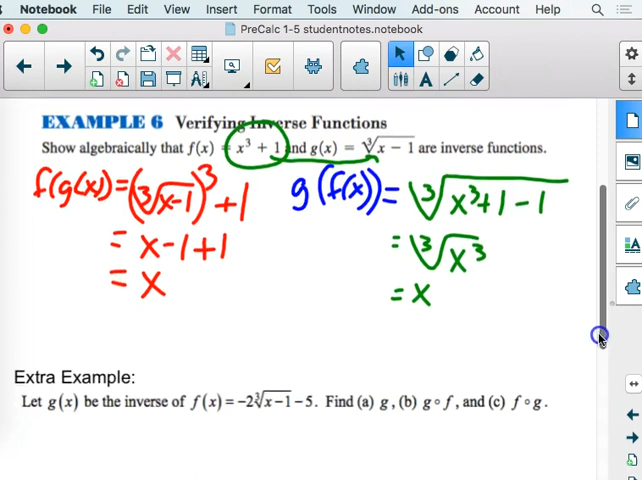 Notebook File Edit Insert Format Tools Window Add-ons Account Help
PreCalc 1-5 studentnotes.notebook
EXAMPLE 6 Verifying Inverse Functions
Show algebraically that f(x) = x³ + 1 and g(x) = ∛(x − 1) are inverse functions.
f(g(x)) = (∛(x-1))³ + 1
= x-1+1
= x
g(f(x)) = ∛(x³+1-1)
= ∛(x³)
= x
Extra Example:
Let g(x) be the inverse of f(x) = −2∛(x−1) − 5. Find (a) g, (b) g∘f, and (c) f∘g.